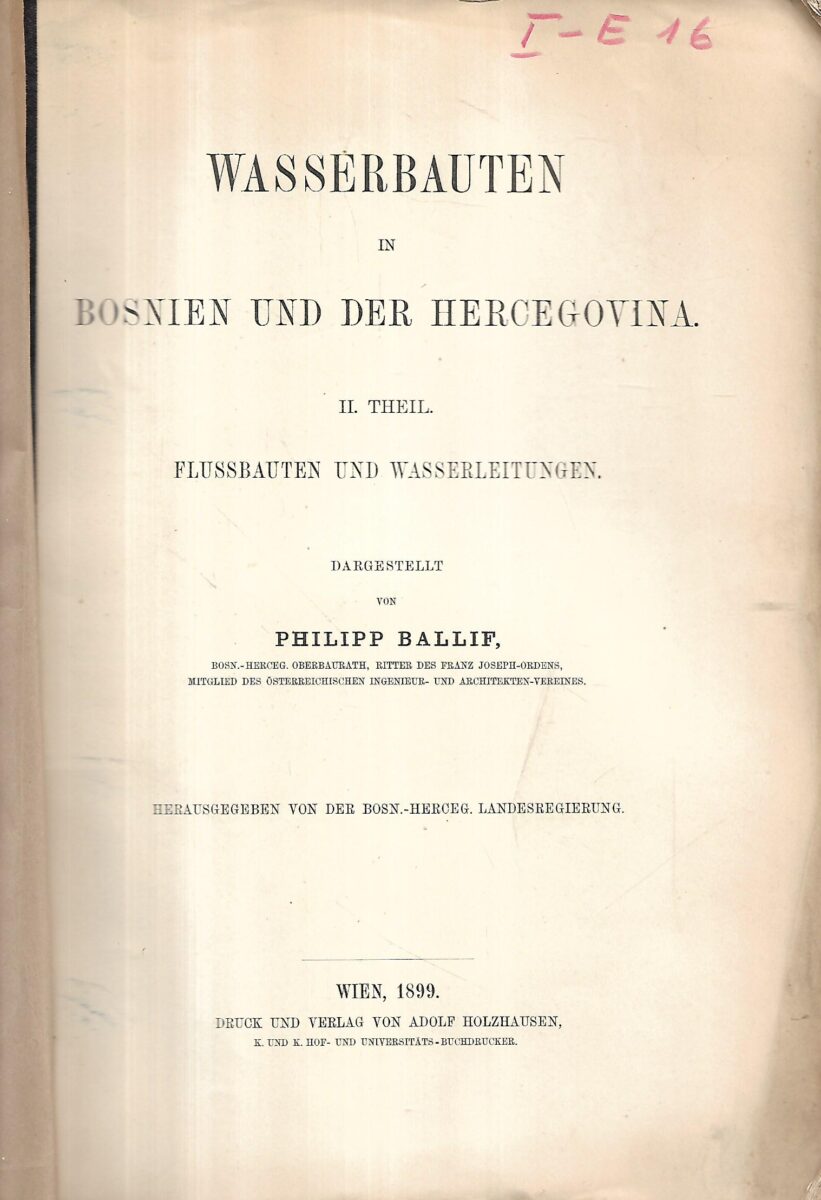 I-E 16
WASSERBAUTEN
IN
BOSNIEN UND DER HERCEGOVINA.
II. THEIL.
FLUSSBAUTEN UND WASSERLEITUNGEN.
DARGESTELLT
VON
PHILIPP BALLIF,
BOSN.-HERCEG. OBERBAURATH, RITTER DES FRANZ JOSEPH-ORDENS,
MITGLIED DES ÖSTERREICHISCHEN INGENIEUR- UND ARCHITEKTEN-VEREINES.
HERAUSGEGEBEN VON DER BOSN.-HERCEG. LANDESREGIERUNG.
WIEN, 1899.
DRUCK UND VERLAG VON ADOLF HOLZHAUSEN,
K. UND K. HOF- UND UNIVERSITÄTS-BUCHDRUCKER.